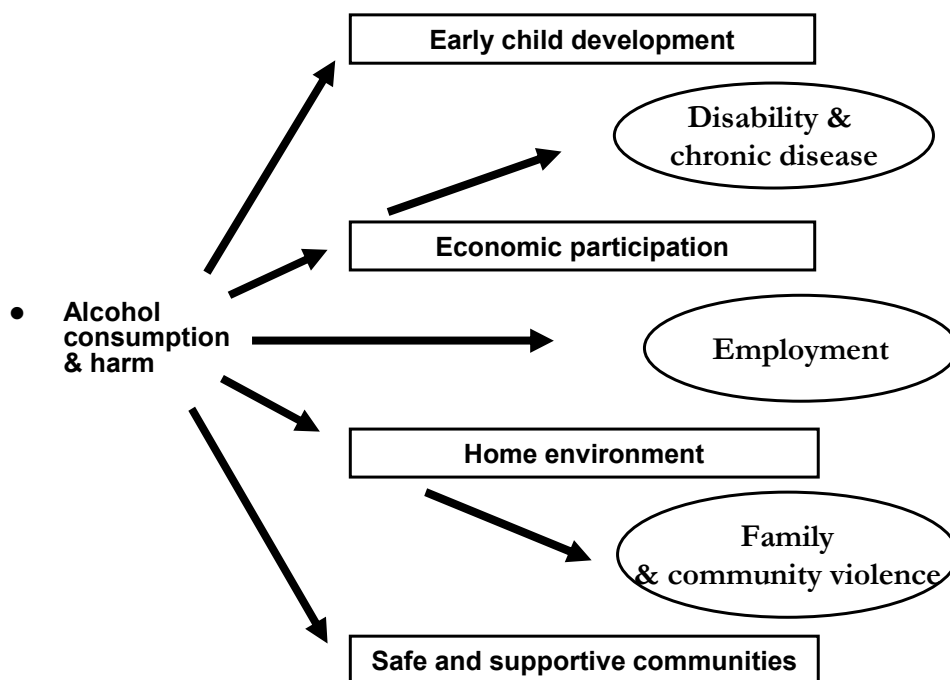 Early child development
Disability &
chronic disease
Economic participation
• Alcohol
consumption
& harm
Employment
Home environment
Family
& community violence
Safe and supportive communities